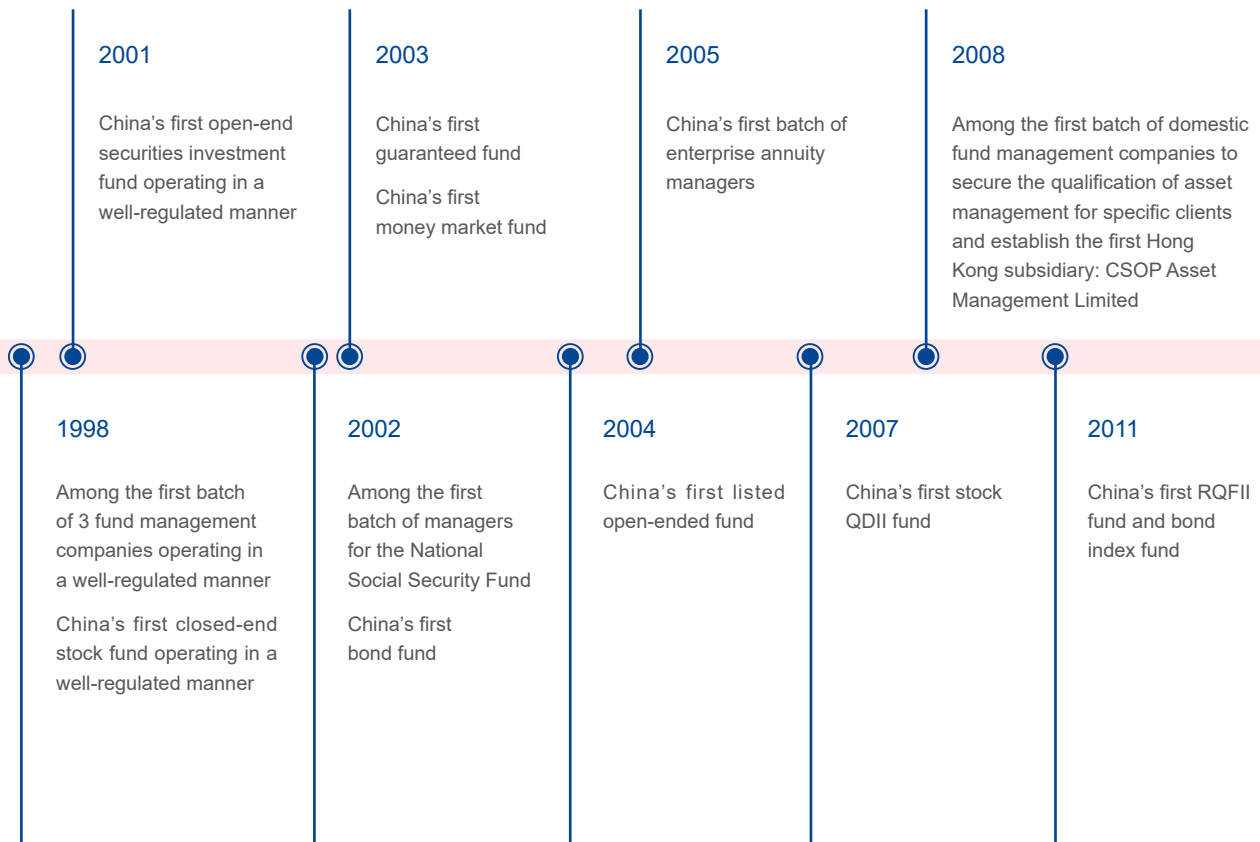 2001
China’s first open-end
securities investment
fund operating in a
well-regulated manner
2003
China’s first
guaranteed fund
China’s first
money market fund
2005
China’s first batch of
enterprise annuity
managers
2008
Among the first batch of domestic
fund management companies to
secure the qualification of asset
management for specific clients
and establish the first Hong
Kong subsidiary: CSOP Asset
Management Limited
1998
Among the first batch
of 3 fund management
companies operating in
a well-regulated manner
China’s first closed-end
stock fund operating in a
well-regulated manner
2002
Among the first
batch of managers
for the National
Social Security Fund
China’s first
bond fund
2004
China’s first listed
open-ended fund
2007
China’s first stock
QDII fund
2011
China’s first RQFII
fund and bond
index fund